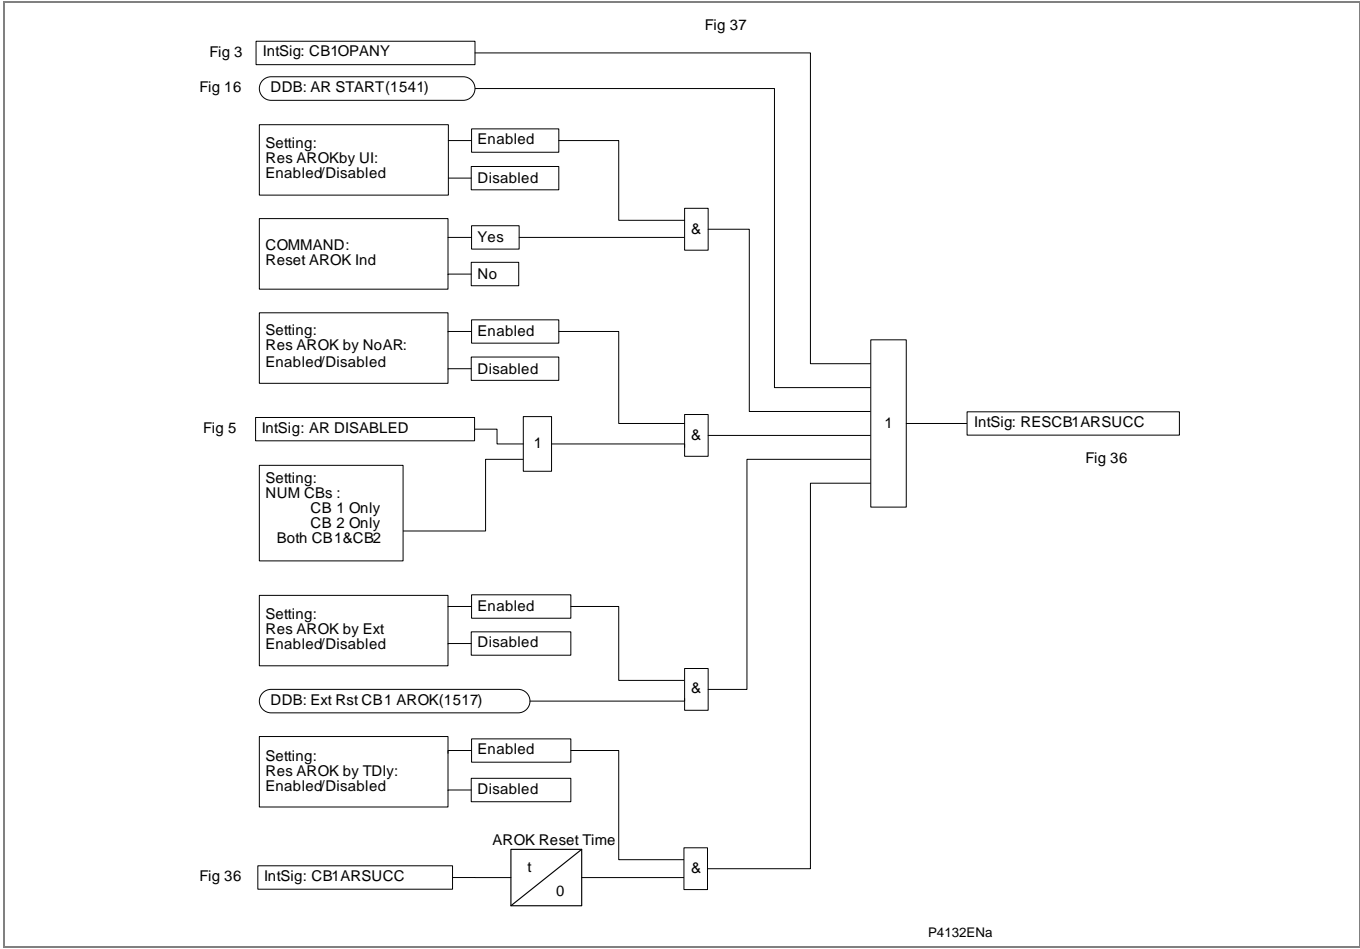 Fig 37
Fig 3
IntSig: CB1OPANY
Fig 16
DDB: AR START(1541)
Setting:
Res AROKby UI:
Enabled/Disabled
Enabled
Disabled
&
COMMAND:
Reset AROK Ind
Yes
No
Setting:
Res AROK by NoAR:
Enabled/Disabled
Enabled
Disabled
Fig 5
IntSig: AR DISABLED
1
&
1
IntSig: RESCB1ARSUCC
Fig 36
Setting:
NUM CBs :
CB 1 Only
CB 2 Only
Both CB1&CB2
Setting:
Res AROK by Ext
Enabled/Disabled
Enabled
Disabled
&
DDB: Ext Rst CB1 AROK(1517)
Setting:
Res AROK by TDly:
Enabled/Disabled
Enabled
Disabled
AROK Reset Time
Fig 36
IntSig: CB1ARSUCC
t
0
&
P4132ENa